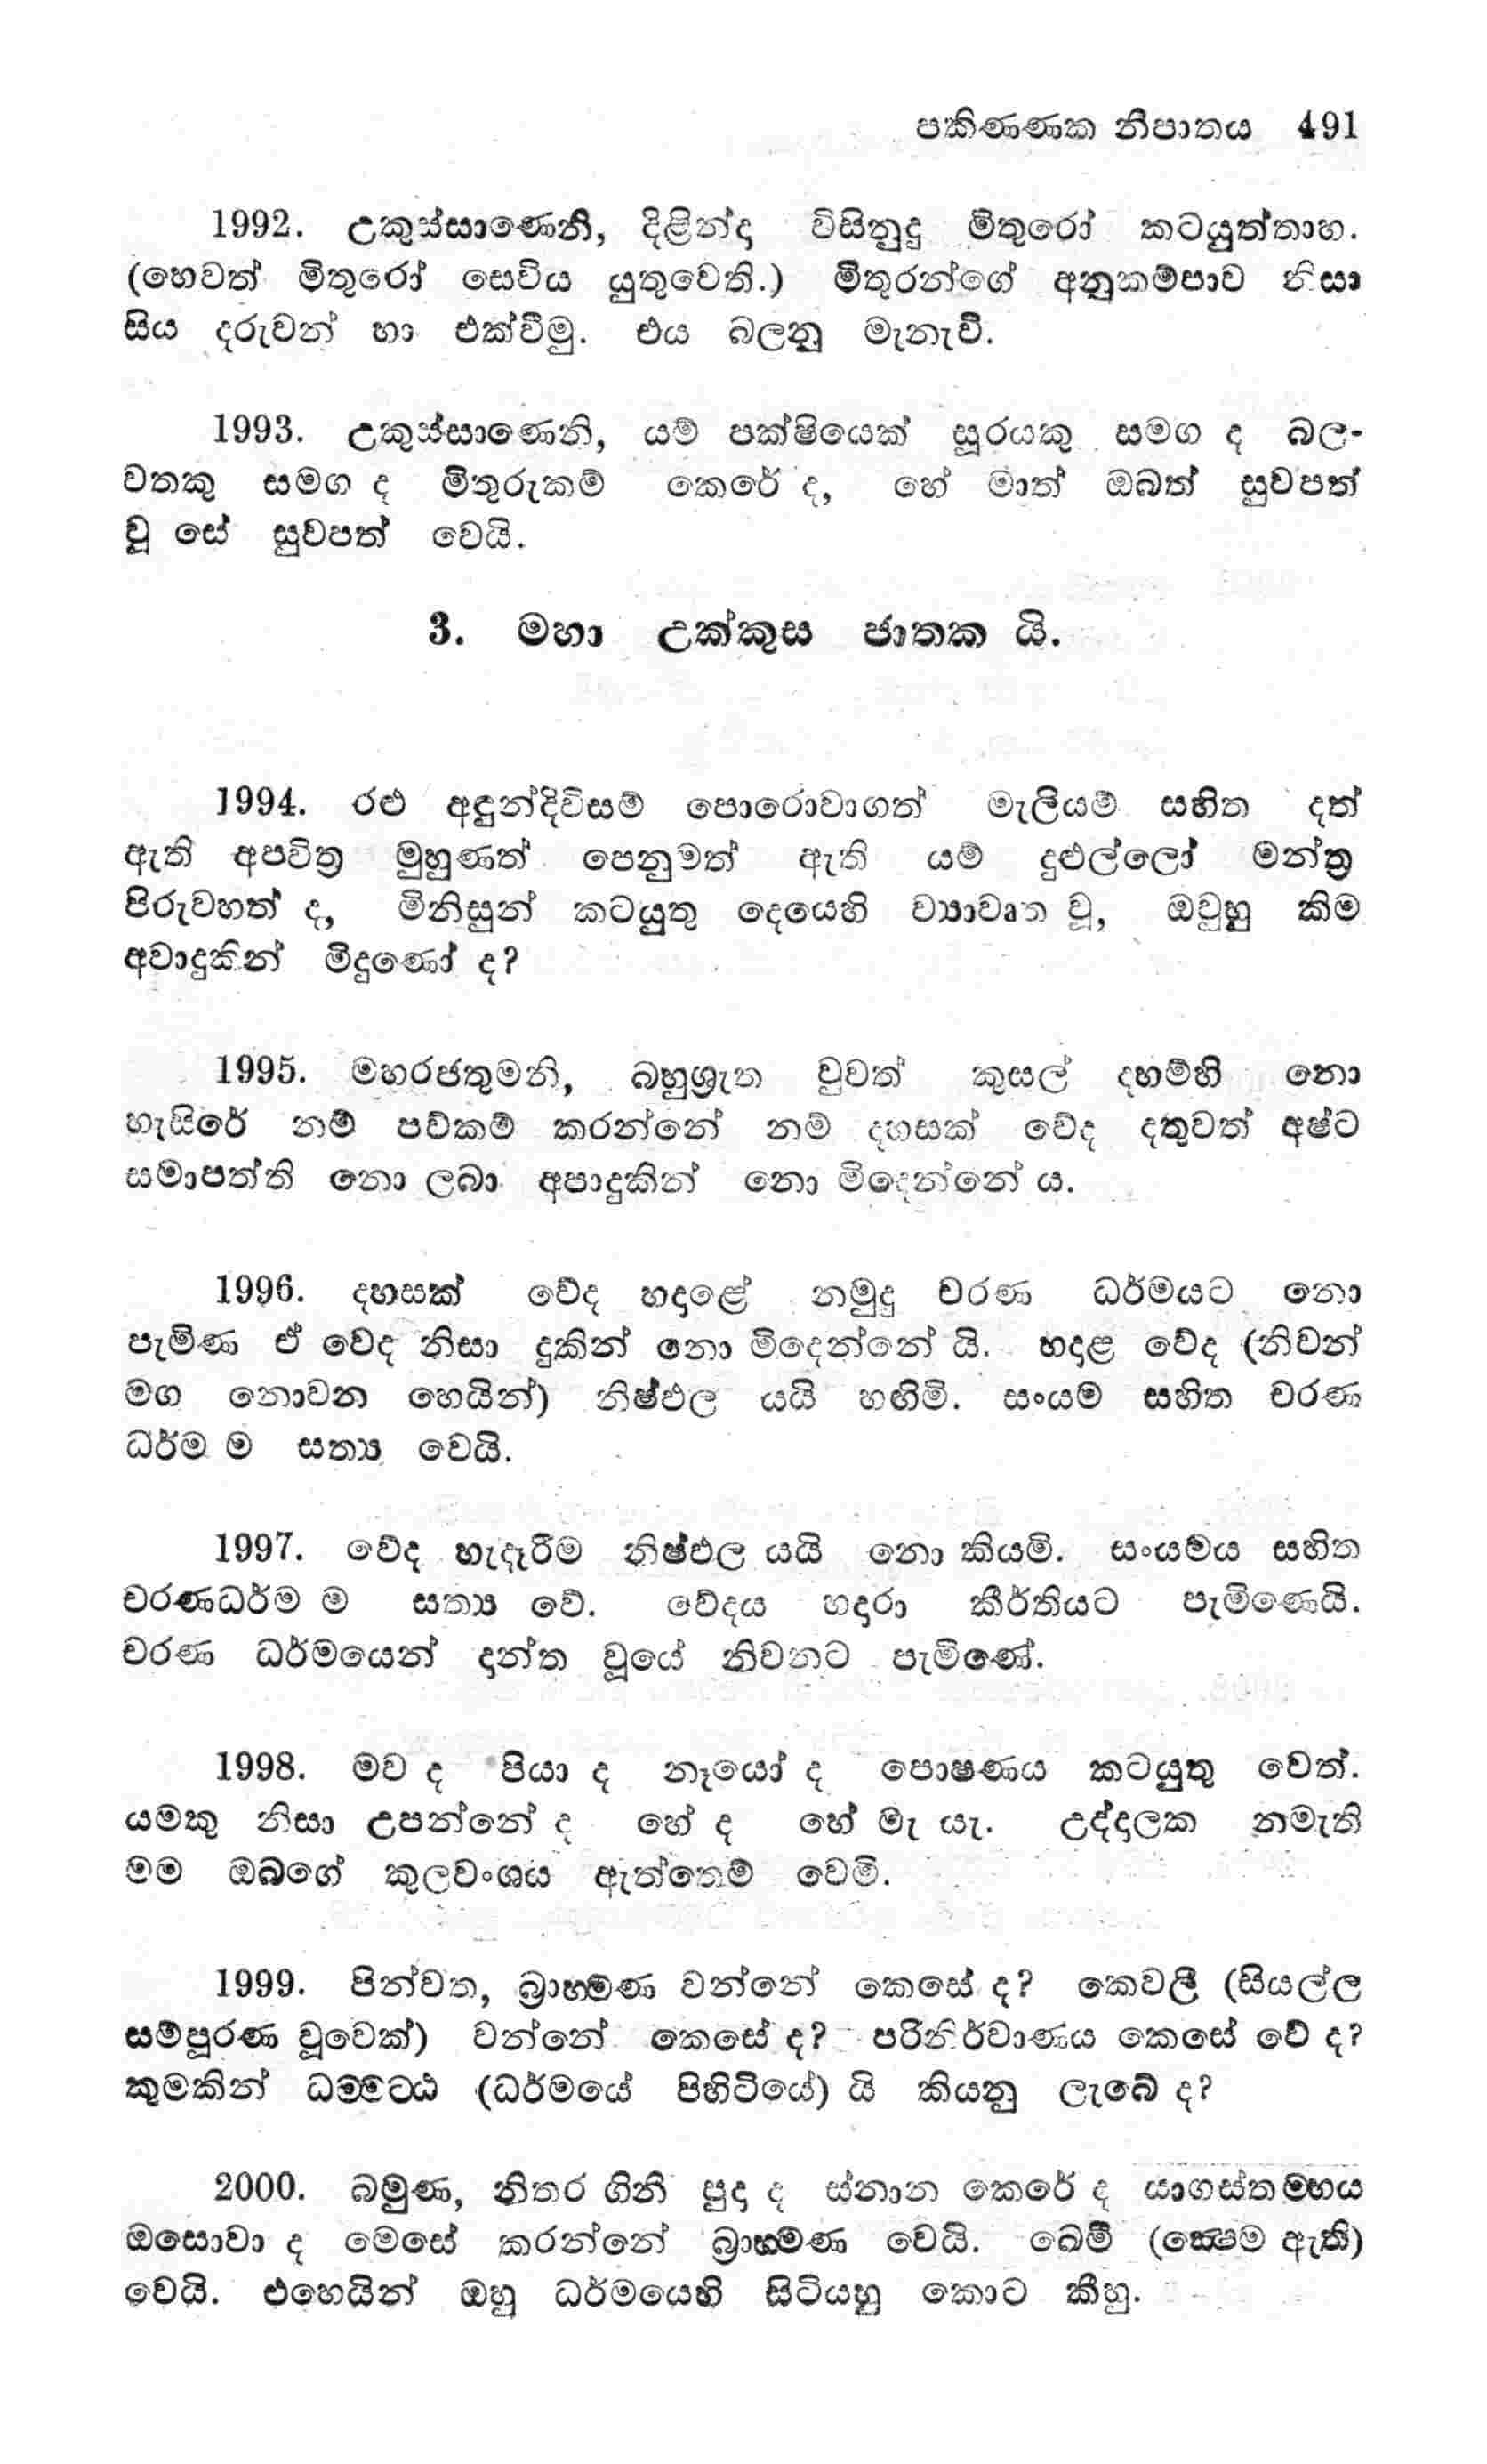 පකිණණක නිපාතය 491
1992. උකුස්සාණෙනි, දිළින්ද විසිනුදු මිතුරෝ කටයුත්තාහ.
(හෙවත් මිතුරෝ සෙවිය යුතුවෙති.) මිතුරන්ගේ අනුකම්පාව නිසා
සිය දරුවන් හා එක්වීමු. එය බලනු මැනැවි.
1993. උකුස්සාණෙනි, යම් පක්ෂියෙක් සූරයකු සමග ද බල-
වතකු සමග ද මිතුරුකම් කෙරේ ද, හේ මාත් ඔබත් සුවපත්
වූ සේ සුවපත් වෙයි.
3. මහා උක්කුස ජාතක යි.
1994. රළු අඳුන්දිවිසම් පොරොවාගත් මැලියම් සහිත දත්
ඇති අපවිත්‍ර මුහුණත් පෙනුමත් ඇති යම් දුළුල්ලෝ මන්ත්‍ර
පිරුවහත් ද, මිනිසුන් කටයුතු දෙයෙහි ව්‍යාවෘත වූ, ඔවුහු කිම
අවාදුකින් මිදුණෝ ද?
1995. මහරජතුමනි, බහුශ්‍රැත වුවත් කුසල් දහම්හි නො
හැසිරේ නම් පව්කම් කරන්නේ නම් දහසක් වේද දතුවත් අෂ්ට
සමාපත්ති නො ලබා අපාදුකින් නො මිදෙන්නේ ය.
1996. දහසක් වේද හදළේ නමුදු චරණ ධර්මයට නො
පැමිණ ඒ වෙද නිසා දුකින් නො මිදෙන්නේ යි. හදළ වේද (නිවන්
මග නොවන හෙයින්) නිෂ්ඵල යයි හඟිමි. සංයම සහිත චරණ
ධර්ම ම සත්‍ය වෙයි.
1997. වේද හැදෑරීම නිෂ්ඵල යයි නො කියමි. සංයමය සහිත
චරණධර්ම ම සත්‍ය වේ. වේදය හදරා කීර්තියට පැමිණෙයි.
චරණ ධර්මයෙන් දන්ත වූයේ නිවනට පැමිණේ.
1998. මව ද පියා ද නෑයෝ ද පොෂණය කටයුතු වෙත්.
යමකු නිසා උපන්නේ ද හේ ද හේ මැ යැ. උද්දලක නමැති
මම ඔබගේ කුලවංශය ඇත්තෙම් වෙමි.
1999. පින්වත, බ්‍රාහමණ වන්නේ කෙසේ ද? කෙවලී (සියල්ල
සම්පූරණ වූවෙක්) වන්නේ කෙසේ ද? පරිනිර්වාණය කෙසේ වේ ද?
කුමකින් ධම්මට්ඨ (ධර්මයේ පිහිටියේ) යි කියනු ලැබේ ද?
2000. බමුණ, නිතර ගිනි පුද ද ස්නාන කෙරේ ද යාගස්තම්භය
ඔසොවා ද මෙසේ කරන්නේ බ්‍රාහමණ වෙයි. ඛෙමී (ක්‍ෂෙම ඇති)
වෙයි. එහෙයින් ඔහු ධර්මයෙහි සිටියහු කොට කීහු.